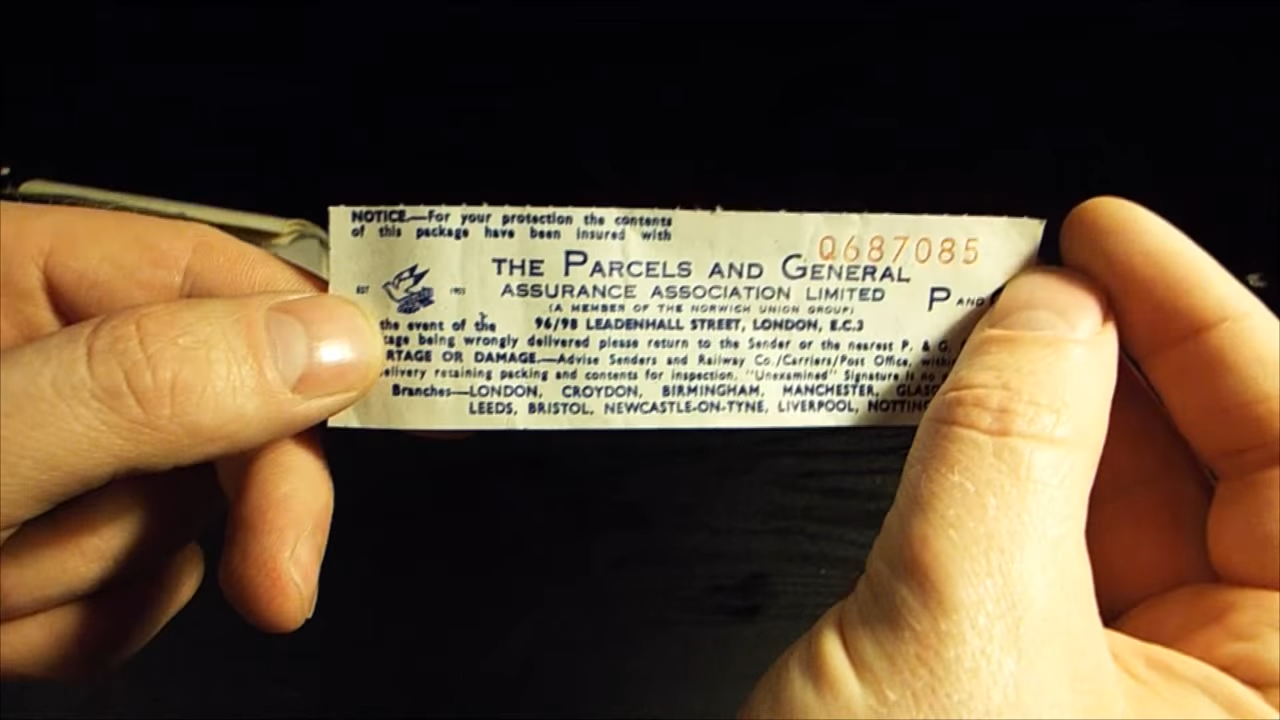 NOTICE.—For your protection the contents
of this package have been insured with
Q687085
THE PARCELS AND GENERAL
ASSURANCE ASSOCIATION LIMITED
P AND
(A MEMBER OF THE NORWICH UNION GROUP)
EST
the event of the 96/98 LEADENHALL STREET, LONDON, E.C.3
being wrongly delivered please return to the Sender or the nearest P. & G.
OR DAMAGE.—Advise Senders and Railway Co./Carriers/Post Office,
retaining packing and contents for inspection. "Unexamined" Signature is
Branches—LONDON, CROYDON, BIRMINGHAM, MANCHESTER,
LEEDS, BRISTOL, NEWCASTLE-ON-TYNE, LIVERPOOL,